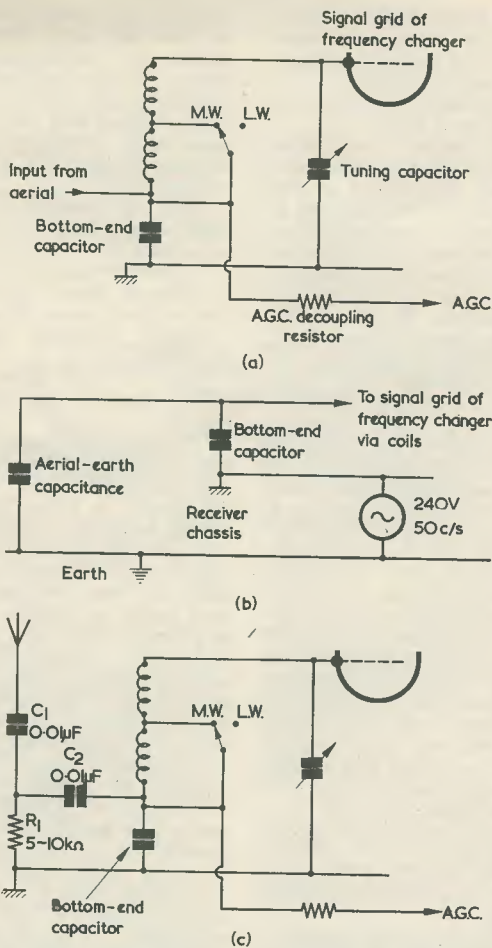 Signal grid of
frequency changer
M.W. L.W.
Input from
aerial
Tuning capacitor
Bottom-end
capacitor
A.G.C.
A.G.C. decoupling
resistor
(a)
To signal grid of
frequency changer
via coils
Bottom-end
capacitor
Aerial-earth
capacitance
Receiver
chassis
240V
50c/s
Earth
(b)
C1
0·01µF
C2
0·01µF
M.W. L.W.
R1
5~10kΩ
Bottom-end
capacitor
A.G.C.
(c)